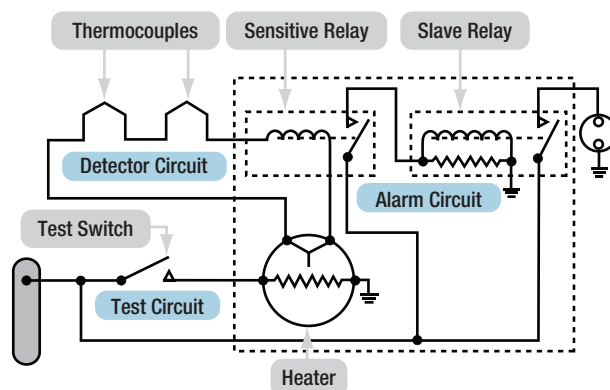 Thermocouples
Sensitive Relay
Slave Relay
Detector Circuit
Alarm Circuit
Test Switch
Test Circuit
Heater